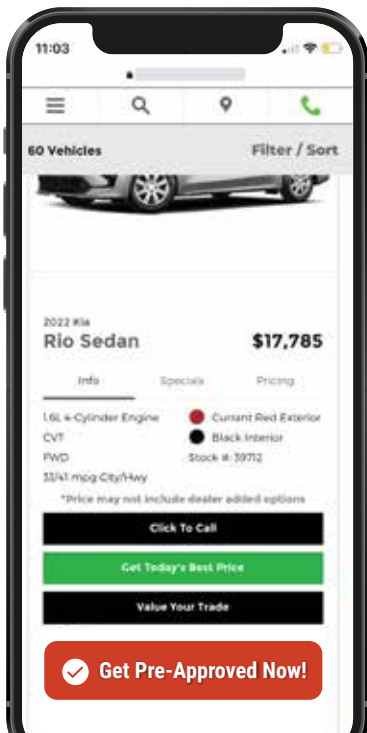 11:03
60 Vehicles Filter / Sort
2022 Kia
Rio Sedan $17,785
Info Specials Pricing
1.6L 4-Cylinder Engine Currant Red Exterior
CVT Black Interior
FWD Stock #: 39712
33/41 mpg City/Hwy
*Price may not include dealer added options
Click To Call
Get Today's Best Price
Value Your Trade
Get Pre-Approved Now!